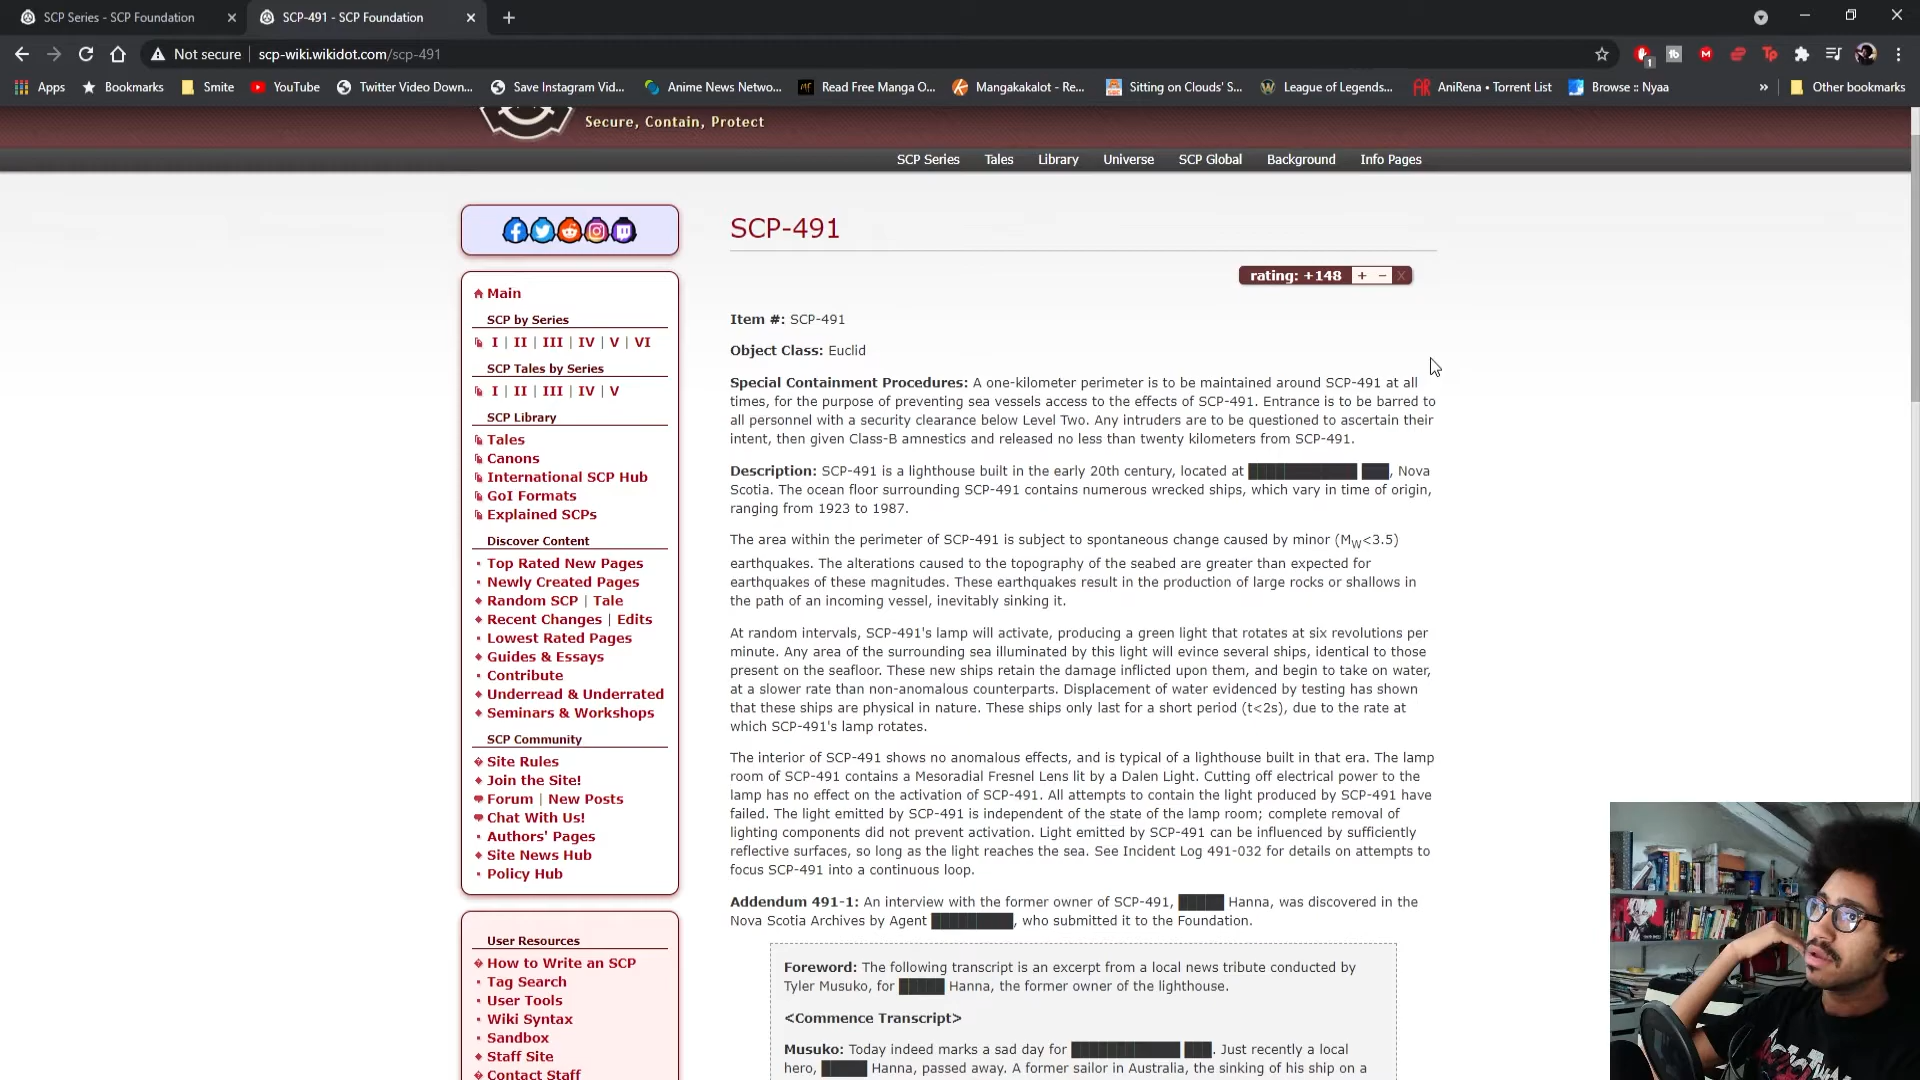 SCP Series - SCP Foundation
SCP-491 - SCP Foundation
Not secure
scp-wiki.wikidot.com/scp-491
Apps
Bookmarks
Smite
YouTube
Twitter Video Down...
Save Instagram Vid...
Anime News Netwo...
Read Free Manga O...
Mangakakalot - Re...
Sitting on Clouds' S...
League of Legends...
AniRena • Torrent List
Browse :: Nyaa
»
Other bookmarks
Secure, Contain, Protect
SCP Series
Tales
Library
Universe
SCP Global
Background
Info Pages
Main
SCP by Series
I | II | III | IV | V | VI
SCP Tales by Series
I | II | III | IV | V
SCP Library
Tales
Canons
International SCP Hub
GoI Formats
Explained SCPs
Discover Content
Top Rated New Pages
Newly Created Pages
Random SCP | Tale
Recent Changes | Edits
Lowest Rated Pages
Guides & Essays
Contribute
Underread & Underrated
Seminars & Workshops
SCP Community
Site Rules
Join the Site!
Forum | New Posts
Chat With Us!
Authors' Pages
Site News Hub
Policy Hub
User Resources
How to Write an SCP
Tag Search
User Tools
Wiki Syntax
Sandbox
Staff Site
Contact Staff
SCP-491
rating: +148 + − X
Item #: SCP-491
Object Class: Euclid
Special Containment Procedures: A one-kilometer perimeter is to be maintained around SCP-491 at all
times, for the purpose of preventing sea vessels access to the effects of SCP-491. Entrance is to be barred to
all personnel with a security clearance below Level Two. Any intruders are to be questioned to ascertain their
intent, then given Class-B amnestics and released no less than twenty kilometers from SCP-491.
Description: SCP-491 is a lighthouse built in the early 20th century, located at ████████████ ███, Nova
Scotia. The ocean floor surrounding SCP-491 contains numerous wrecked ships, which vary in time of origin,
ranging from 1923 to 1987.
The area within the perimeter of SCP-491 is subject to spontaneous change caused by minor (MW<3.5)
earthquakes. The alterations caused to the topography of the seabed are greater than expected for
earthquakes of these magnitudes. These earthquakes result in the production of large rocks or shallows in
the path of an incoming vessel, inevitably sinking it.
At random intervals, SCP-491's lamp will activate, producing a green light that rotates at six revolutions per
minute. Any area of the surrounding sea illuminated by this light will evince several ships, identical to those
present on the seafloor. These new ships retain the damage inflicted upon them, and begin to take on water,
at a slower rate than non-anomalous counterparts. Displacement of water evidenced by testing has shown
that these ships are physical in nature. These ships only last for a short period (t<2s), due to the rate at
which SCP-491's lamp rotates.
The interior of SCP-491 shows no anomalous effects, and is typical of a lighthouse built in that era. The lamp
room of SCP-491 contains a Mesoradial Fresnel Lens lit by a Dalen Light. Cutting off electrical power to the
lamp has no effect on the activation of SCP-491. All attempts to contain the light produced by SCP-491 have
failed. The light emitted by SCP-491 is independent of the state of the lamp room; complete removal of
lighting components did not prevent activation. Light emitted by SCP-491 can be influenced by sufficiently
reflective surfaces, so long as the light reaches the sea. See Incident Log 491-032 for details on attempts to
focus SCP-491 into a continuous loop.
Addendum 491-1: An interview with the former owner of SCP-491, █████ Hanna, was discovered in the
Nova Scotia Archives by Agent █████████, who submitted it to the Foundation.
Foreword: The following transcript is an excerpt from a local news tribute conducted by
Tyler Musuko, for █████ Hanna, the former owner of the lighthouse.
<Commence Transcript>
Musuko: Today indeed marks a sad day for ████████████ ███. Just recently a local
hero, █████ Hanna, passed away. A former sailor in Australia, the sinking of his ship on a